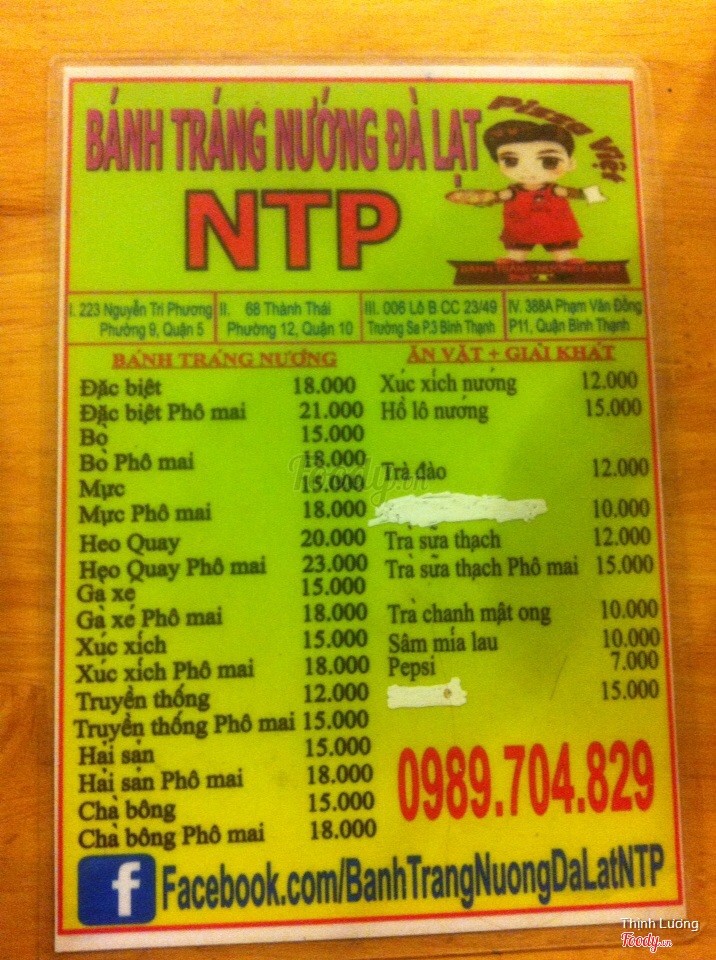 BÁNH TRÁNG NƯỚNG ĐÀ LẠT
Pizza Việt
NTP
BÁNH TRÁNG NƯỚNG ĐÀ LẠT
I. 223 Nguyễn Tri Phương
Phường 9, Quận 5
II. 68 Thành Thái
Phường 12, Quận 10
III. 006 Lô B CC 23/49
Trường Sa P.3 Bình Thạnh
IV. 388A Phạm Văn Đồng
P11, Quận Bình Thạnh
BÁNH TRÁNG NƯỚNG
Đặc biệt 18.000
Đặc biệt Phô mai 21.000
Bò 15.000
Bò Phô mai 18.000
Mực 15.000
Mực Phô mai 18.000
Heo Quay 20.000
Heo Quay Phô mai 23.000
Gà xé 15.000
Gà xé Phô mai 18.000
Xúc xích 15.000
Xúc xích Phô mai 18.000
Truyền thống 12.000
Truyền thống Phô mai 15.000
Hải sản 15.000
Hải sản Phô mai 18.000
Chà bông 15.000
Chà bông Phô mai 18.000
ĂN VẶT + GIẢI KHÁT
Xúc xích nướng 12.000
Hồ lô nướng 15.000
Trà đào 12.000
10.000
Trà sữa thạch 12.000
Trà sữa thạch Phô mai 15.000
Trà chanh mật ong 10.000
Sâm mía lau 10.000
Pepsi 7.000
15.000
0989.704.829
f Facebook.com/BanhTrangNuongDaLatNTP
Foody.vn
Thịnh Lương
Foody.vn